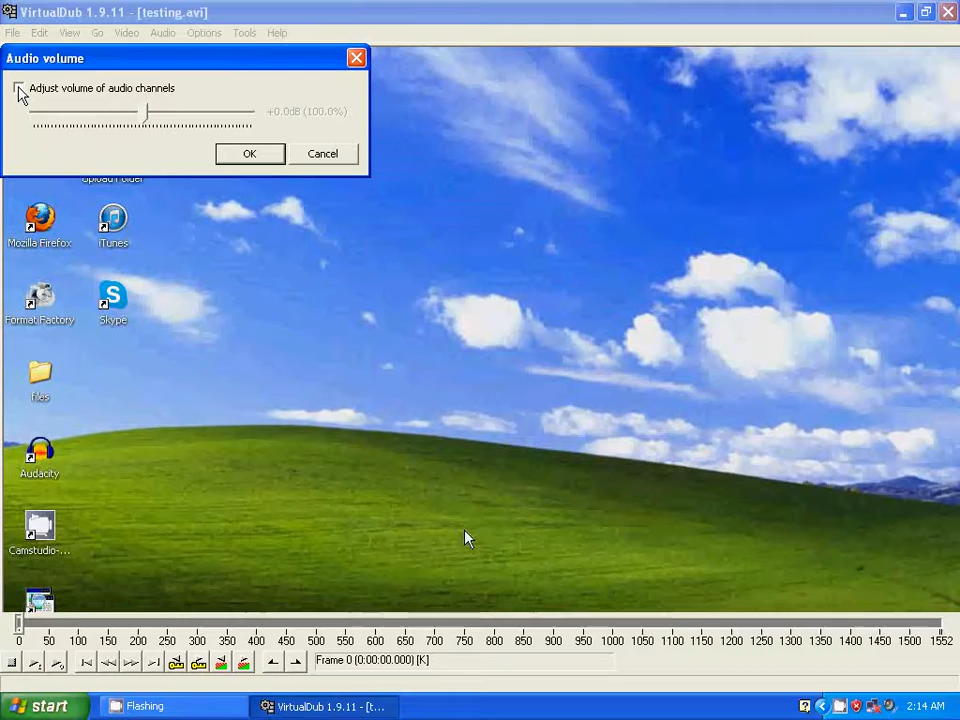 VirtualDub 1.9.11 - [testing.avi]
File Edit View Go Video Audio Options Tools Help
Audio volume
Adjust volume of audio channels
+0.0dB (100.0%)
OK Cancel
Upload Folder
Mozilla Firefox iTunes
Format Factory Skype
files
Audacity
Camstudio-...
0 50 100 150 200 250 300 350 400 450 500 550 600 650 700 750 800 850 900 950 1000 1050 1100 1150 1200 1250 1300 1350 1400 1450 1500 1552
Frame 0 (0:00:00.000) [K]
start Flashing VirtualDub 1.9.11 - [t... 2:14 AM